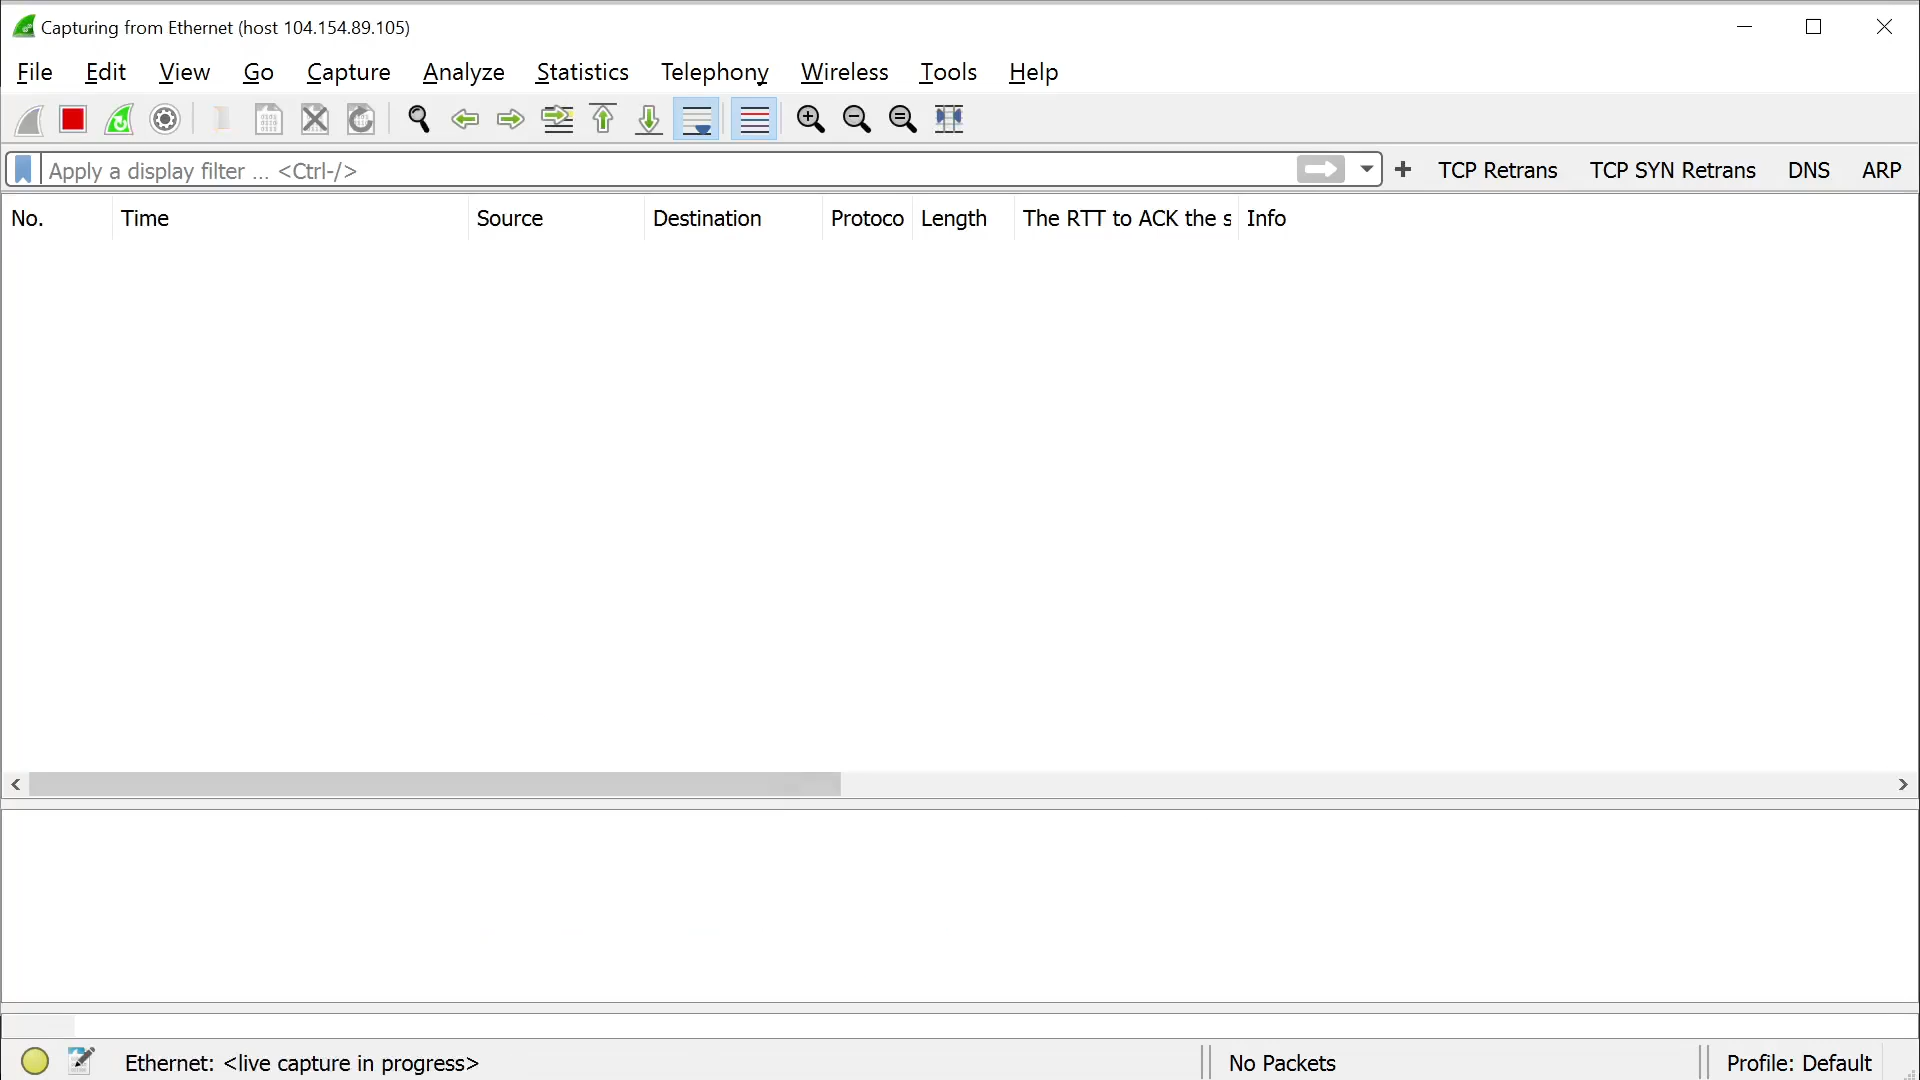 Capturing from Ethernet (host 104.154.89.105)
File Edit View Go Capture Analyze Statistics Telephony Wireless Tools Help
Apply a display filter ... <Ctrl-/> + TCP Retrans TCP SYN Retrans DNS ARP
No. Time Source Destination Protoco Length The RTT to ACK the s Info
Ethernet: <live capture in progress> No Packets Profile: Default